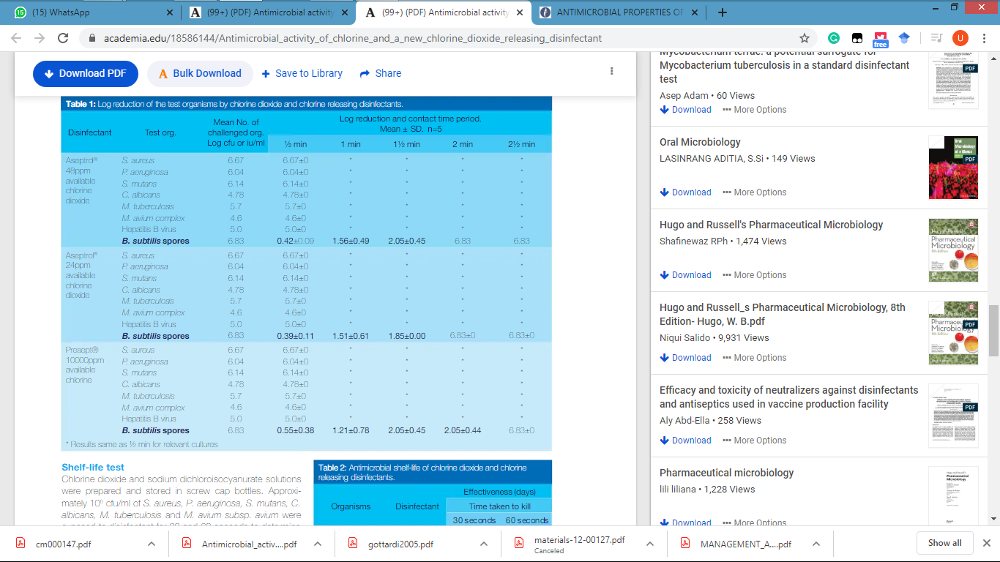 (15) WhatsApp
(99+) (PDF) Antimicrobial activity
(99+) (PDF) Antimicrobial activity
ANTIMICROBIAL PROPERTIES OF
academia.edu/18586144/Antimicrobial_activity_of_chlorine_and_a_new_chlorine_dioxide_releasing_disinfectant
free
U
Download PDF
Bulk Download
Save to Library
Share
Table 1: Log reduction of the test organisms by chlorine dioxide and chlorine releasing disinfectants.
Disinfectant
Test org.
Mean No. of
challenged org.
Log cfu or iu/ml
Log reduction and contact time period.
Mean ± SD. n=5
½ min 1 min 1½ min 2 min 2½ min
Aseptrol®
48ppm
available
chlorine
dioxide
S. aureus 6.67 6.67±0 * * * *
P. aeruginosa 6.04 6.04±0 * * * *
S. mutans 6.14 6,14±0 * * * *
C. albicans 4.78 4.78±0 * * * *
M. tuberculosis 5.7 5.7±0 * * * *
M. avium complex 4.6 4.6±0 * * * *
Hepatitis B virus 5.0 5.0±0 * * * *
B. subtilis spores 6.83 0.42±0.09 1.56±0.49 2.05±0.45 6.83 6.83
Aseptrol®
24ppm
available
chlorine
dioxide
S. aureus 6.67 6.67±0 * * * *
P. aeruginosa 6.04 6.04±0 * * * *
S. mutans 6.14 6.14±0 * * * *
C. albicans 4.78 4.78±0 * * * *
M. tuberculosis 5.7 5.7±0 * * * *
M. avium complex 4.6 4.6±0 * * * *
Hepatitis B virus 5.0 5.0±0 * * * *
B. subtilis spores 6.83 0.39±0.11 1.51±0.61 1.85±0.00 6.83±0 6.83±0
Presept®
10000ppm
available
chlorine
S. aureus 6.67 6.67±0 * * * *
P. aeruginosa 6.04 6.04±0 * * * *
S. mutans 6.14 6.14±0 * * * *
C. albicans 4.78 4.78±0 * * * *
M. tuberculosis 5.7 5.7±0 * * * *
M. avium complex 4.6 4.6±0 * * * *
Hepatitis B virus 5.0 5.0±0 * * * *
B. subtilis spores 6.83 0.55±0.38 1.21±0.78 2.05±0.45 2.05±0.44 6.83±0
* Results same as ½ min for relevant cultures
Shelf-life test
Chlorine dioxide and sodium dichloroisocyanurate solutions
were prepared and stored in screw cap bottles. Approxi-
mately 10⁶ cfu/ml of S. aureus, P. aeruginosa, S. mutans, C.
albicans, M. tuberculosis and M. avium subsp. avium were
Table 2: Antimicrobial shelf-life of chlorine dioxide and chlorine
releasing disinfectants.
Organisms
Disinfectant
Effectiveness (days)
Time taken to kill
30 seconds 60 seconds
Mycobacterium terrae: a potential surrogate for
Mycobacterium tuberculosis in a standard disinfectant
test
Asep Adam • 60 Views
Download More Options
PDF
Oral Microbiology
LASINRANG ADITIA, S.Si • 149 Views
Download More Options
PDF
Hugo and Russell's Pharmaceutical Microbiology
Shafinewaz RPh • 1,474 Views
Download More Options
Pharmaceutical
Microbiology
Hugo and Russell_s Pharmaceutical Microbiology, 8th
Edition- Hugo, W. B.pdf
Niqui Salido • 9,931 Views
Download More Options
PDF
Efficacy and toxicity of neutralizers against disinfectants
and antiseptics used in vaccine production facility
Aly Abd-Ella • 258 Views
Download More Options
PDF
Pharmaceutical microbiology
lili liliana • 1,228 Views
Download More Options
Pharmaceutical
Microbiology
cm000147.pdf
Antimicrobial_activ....pdf
gottardi2005.pdf
materials-12-00127.pdf
Canceled
MANAGEMENT_A....pdf
Show all